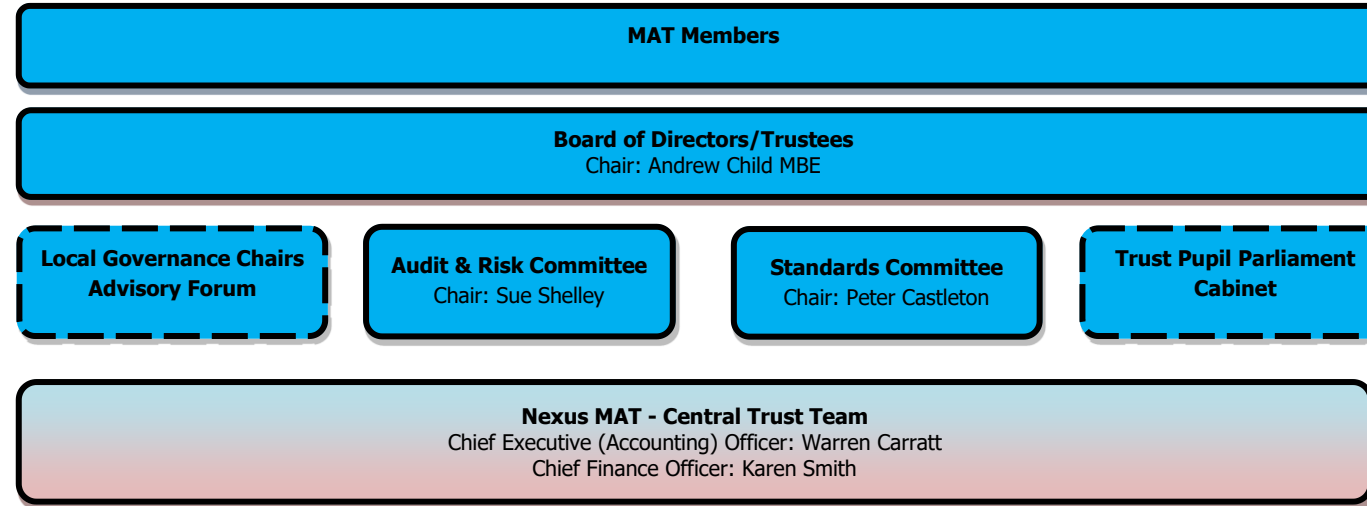 MAT Members
Board of Directors/Trustees
Chair: Andrew Child MBE
Local Governance Chairs
Advisory Forum
Audit & Risk Committee
Chair: Sue Shelley
Standards Committee
Chair: Peter Castleton
Trust Pupil Parliament
Cabinet
Nexus MAT - Central Trust Team
Chief Executive (Accounting) Officer: Warren Carratt
Chief Finance Officer: Karen Smith